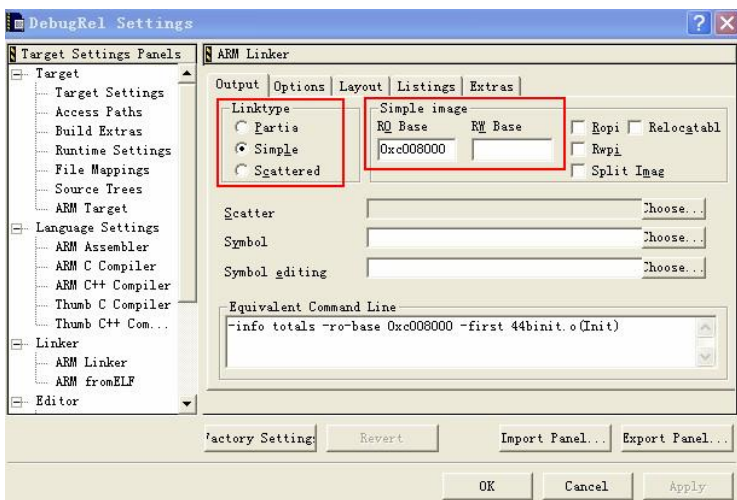 DebugRel Settings
Target Settings Panels
Target
Target Settings
Access Paths
Build Extras
Runtime Settings
File Mappings
Source Trees
ARM Target
Language Settings
ARM Assembler
ARM C Compiler
ARM C++ Compiler
Thumb C Compiler
Thumb C++ Com...
Linker
ARM Linker
ARM fromELF
Editor
ARM Linker
Output Options Layout Listings Extras
Linktype
Partia
Simple
Scattered
Simple image
RO Base RW Base
0xc008000
Ropi Relocatabl
Rwpi
Split Imag
Scatter Choose...
Symbol Choose...
Symbol editing Choose...
Equivalent Command Line
-info totals -ro-base 0xc008000 -first 44binit.o(Init)
Factory Setting: Revert Import Panel... Export Panel...
OK Cancel Apply